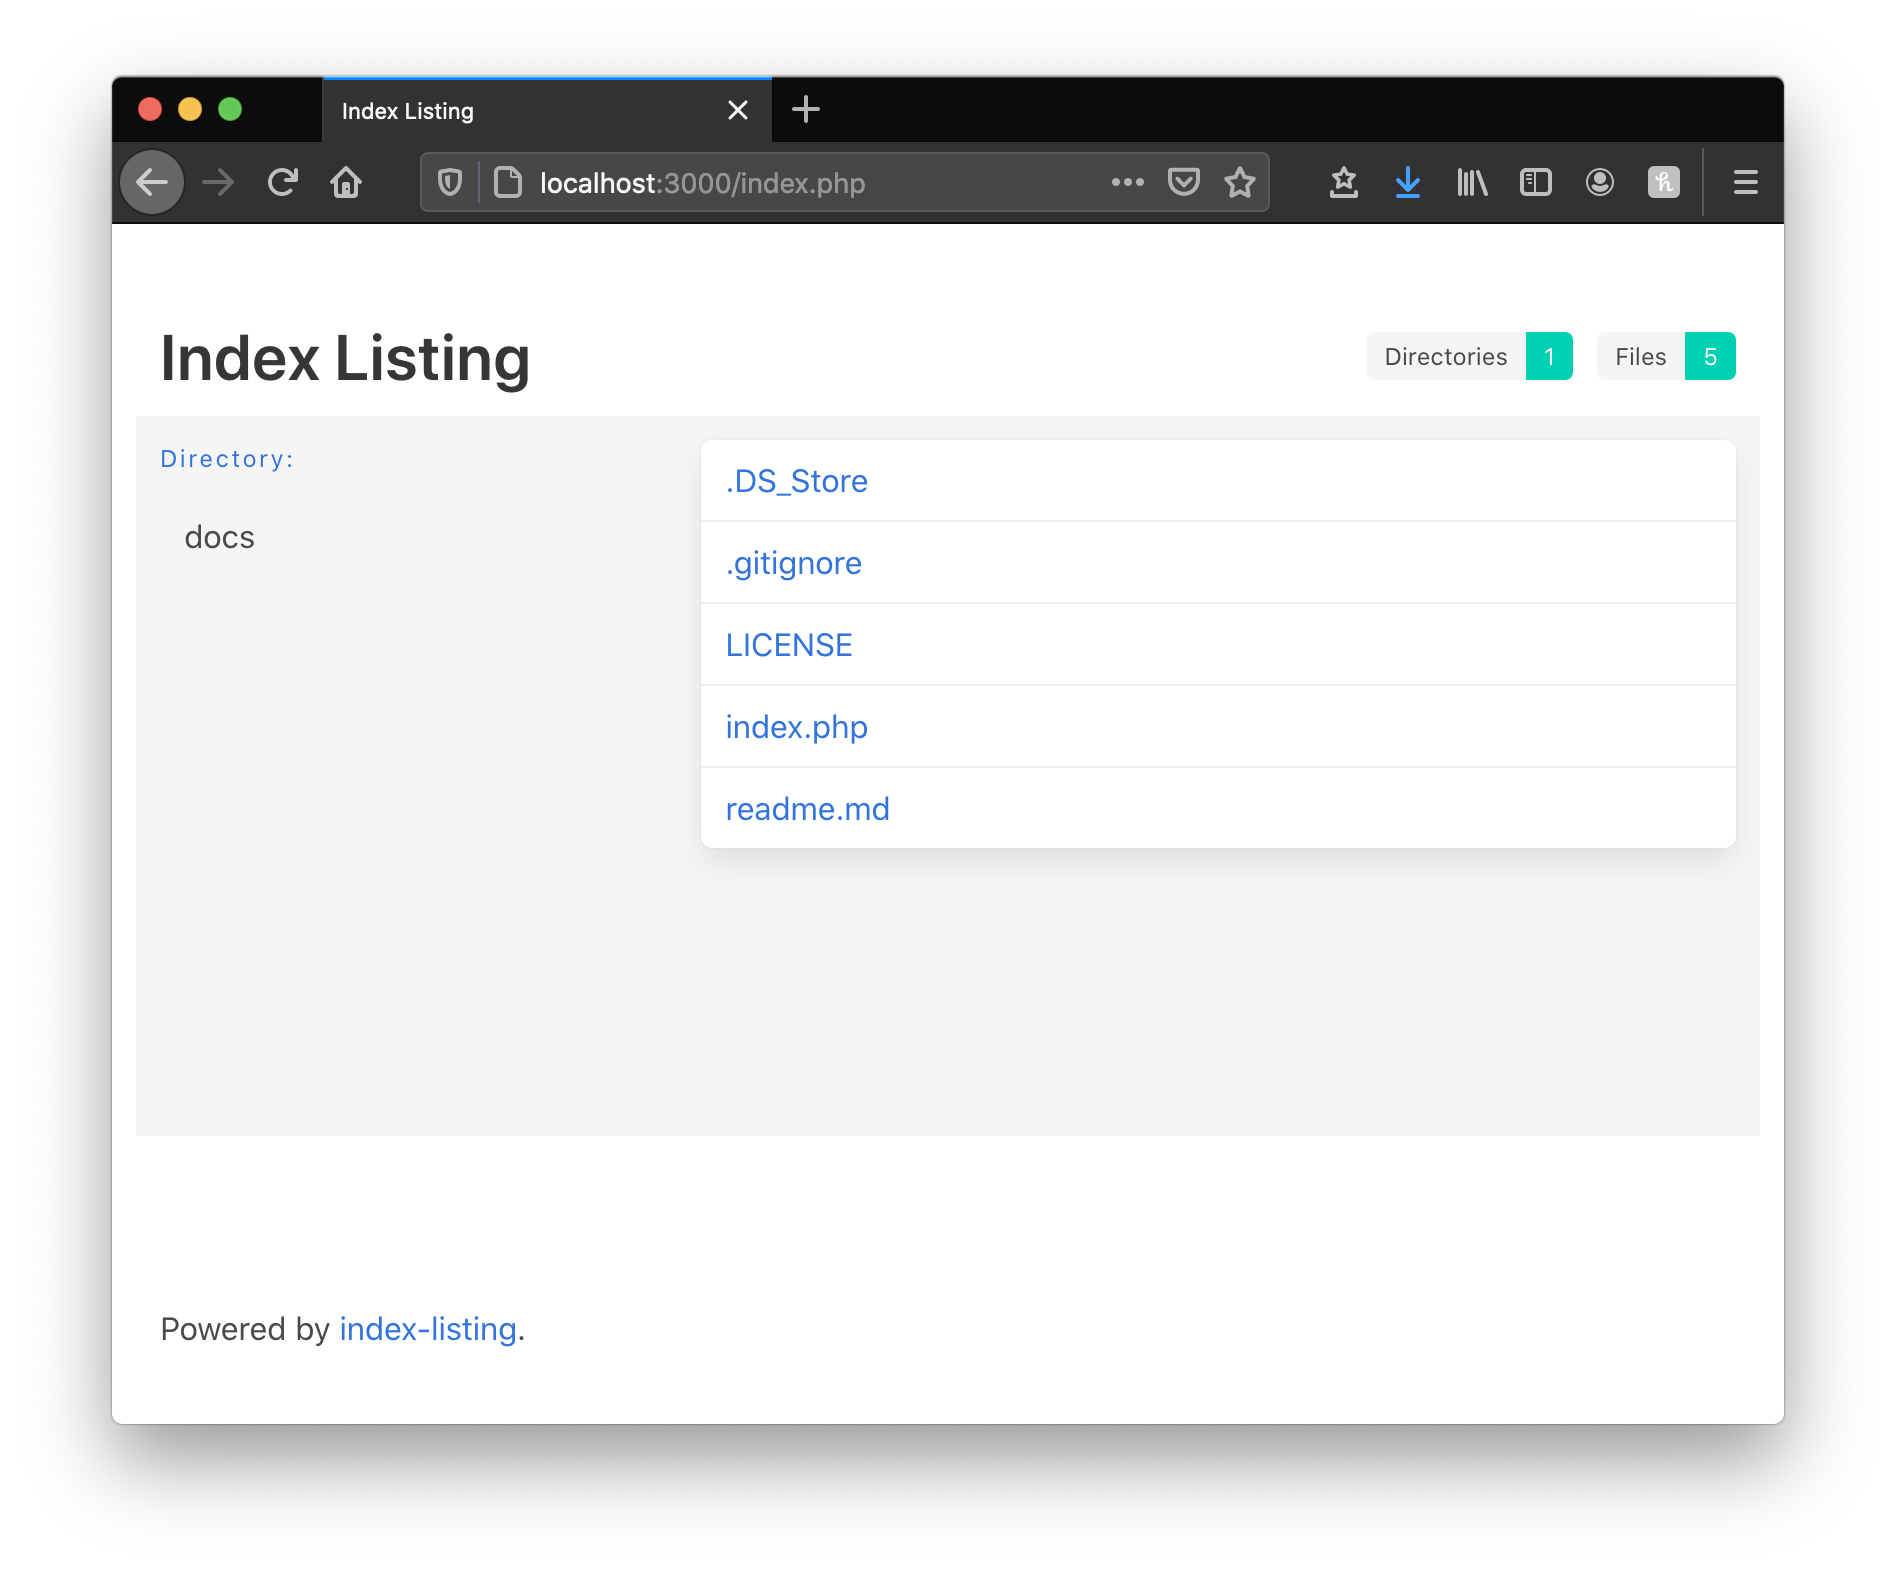 Index Listing
localhost:3000/index.php
Index Listing
Directories 1 Files 5
Directory:
docs
.DS_Store
.gitignore
LICENSE
index.php
readme.md
Powered by index-listing.